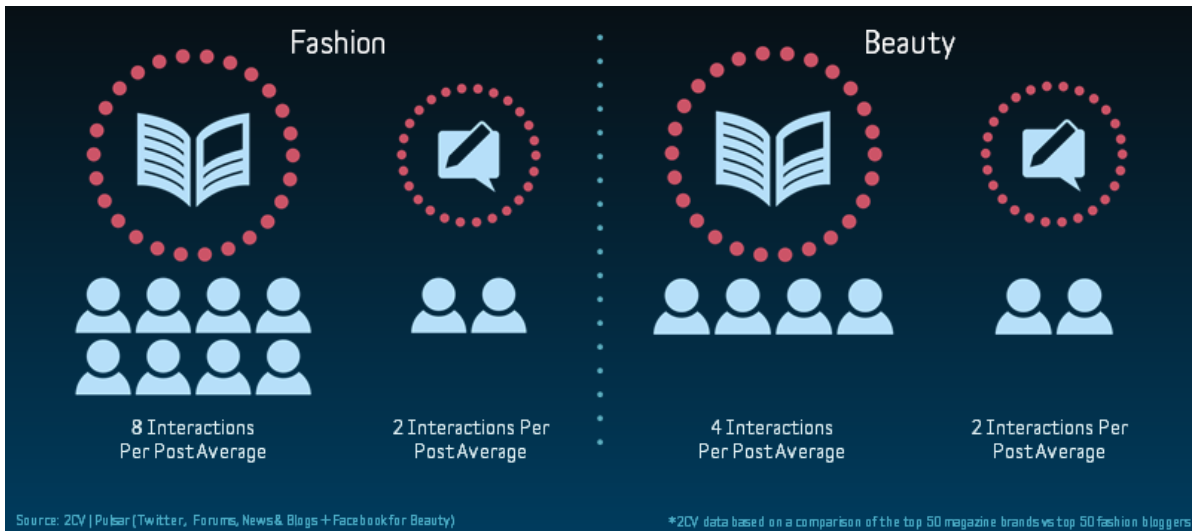 Fashion
8 Interactions
Per Post Average
2 Interactions Per
Post Average
Beauty
4 Interactions
Per Post Average
2 Interactions Per
Post Average
Source: 2CV | Pulsar (Twitter, Forums, News & Blogs + Facebook for Beauty)
*2CV data based on a comparison of the top 50 magazine brands vs top 50 fashion bloggers